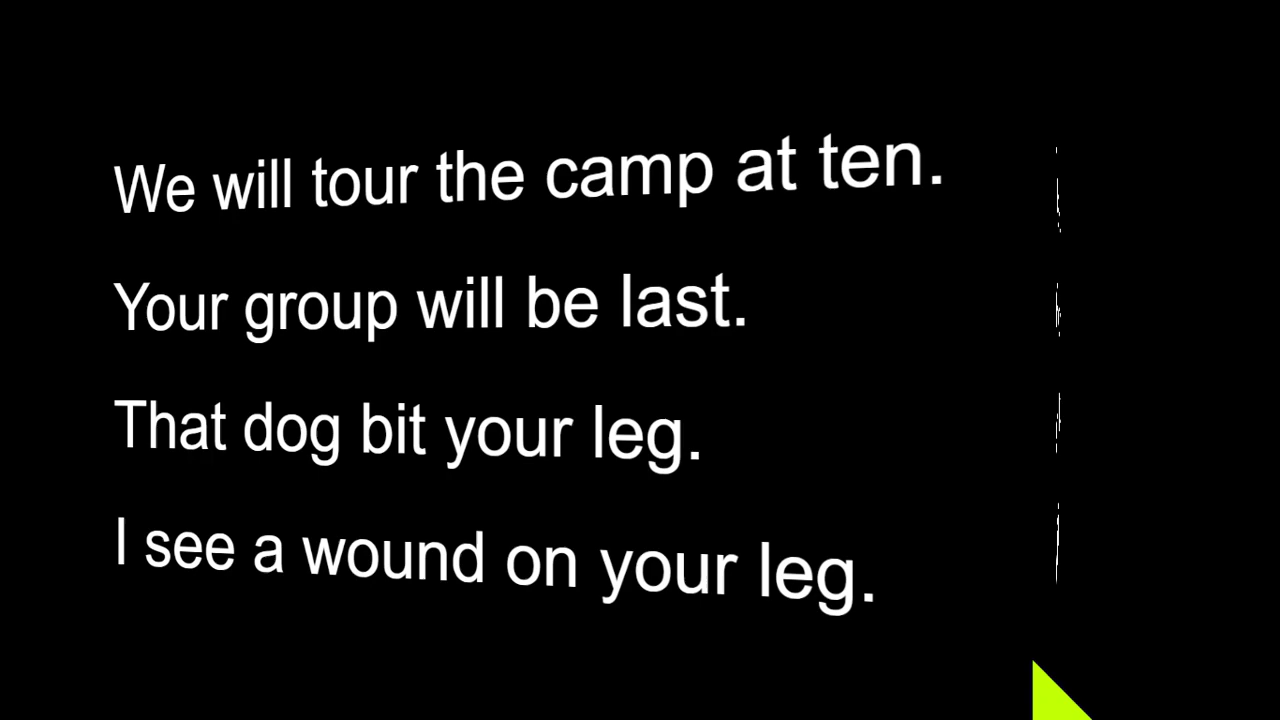 We will tour the camp at ten.
Your group will be last.
That dog bit your leg.
I see a wound on your leg.